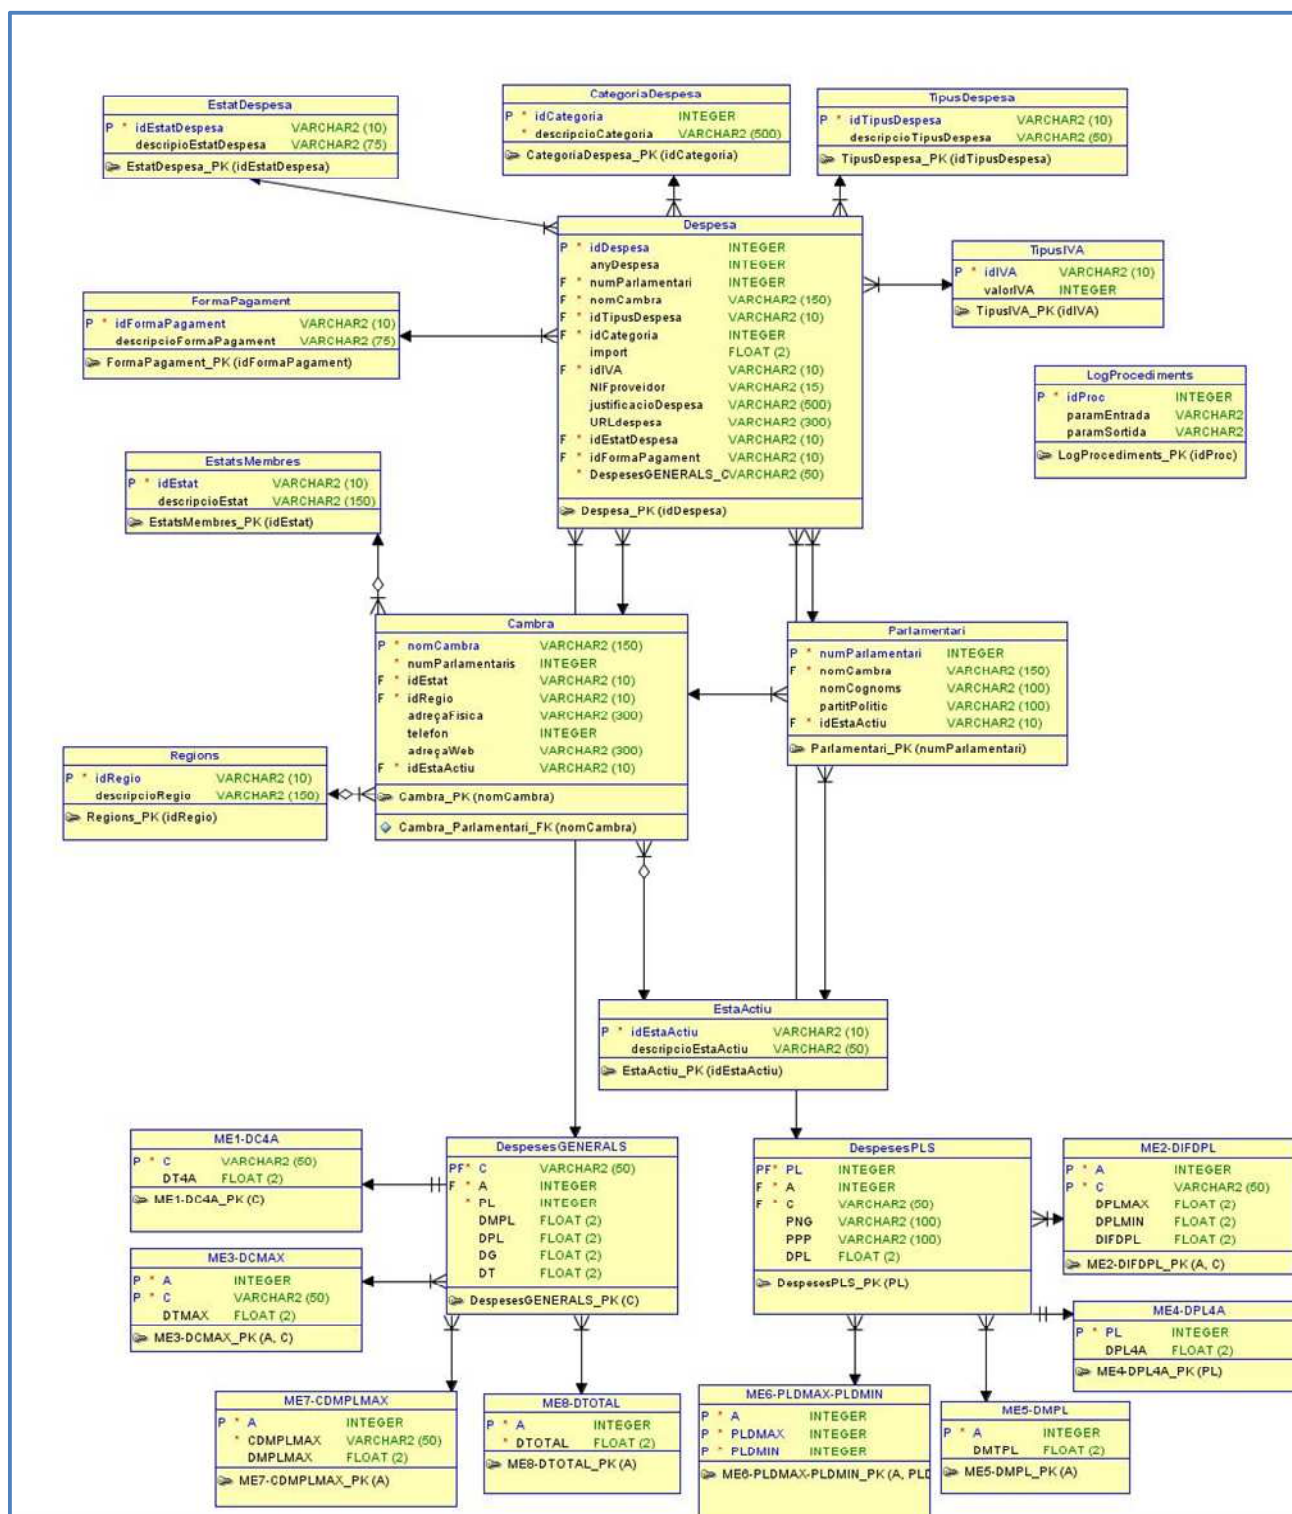 EstatDespesa
P * idEstatDespesa VARCHAR2 (10)
descripioEstatDespesa VARCHAR2 (75)
EstatDespesa_PK (idEstatDespesa)
CategoriaDespesa
P * idCategoria INTEGER
* descripcioCategoria VARCHAR2 (500)
CategoriaDespesa_PK (idCategoria)
TipusDespesa
P * idTipusDespesa VARCHAR2 (10)
descripcioTipusDespesa VARCHAR2 (50)
TipusDespesa_PK (idTipusDespesa)
Despesa
P * idDespesa INTEGER
anyDespesa INTEGER
F * numParlamentari INTEGER
F * nomCambra VARCHAR2 (150)
F * idTipusDespesa VARCHAR2 (10)
F * idCategoria INTEGER
import FLOAT (2)
F * idIVA VARCHAR2 (10)
NIFproveidor VARCHAR2 (15)
justificacioDespesa VARCHAR2 (500)
URLdespesa VARCHAR2 (300)
F * idEstatDespesa VARCHAR2 (10)
F * idFormaPagament VARCHAR2 (10)
* DespesesGENERALS_C VARCHAR2 (50)
Despesa_PK (idDespesa)
TipusIVA
P * idIVA VARCHAR2 (10)
valorIVA INTEGER
TipusIVA_PK (idIVA)
FormaPagament
P * idFormaPagament VARCHAR2 (10)
descripcioFormaPagament VARCHAR2 (75)
FormaPagament_PK (idFormaPagament)
LogProcediments
P * idProc INTEGER
paramEntrada VARCHAR2
paramSortida VARCHAR2
LogProcediments_PK (idProc)
EstatsMembres
P * idEstat VARCHAR2 (10)
descripcioEstat VARCHAR2 (150)
EstatsMembres_PK (idEstat)
Cambra
P * nomCambra VARCHAR2 (150)
* numParlamentaris INTEGER
F * idEstat VARCHAR2 (10)
F * idRegio VARCHAR2 (10)
adreçaFisica VARCHAR2 (300)
telefon INTEGER
adreçaWeb VARCHAR2 (300)
F * idEstaActiu VARCHAR2 (10)
Cambra_PK (nomCambra)
Cambra_Parlamentari_FK (nomCambra)
Parlamentari
P * numParlamentari INTEGER
F * nomCambra VARCHAR2 (150)
nomCognoms VARCHAR2 (100)
partitPolitic VARCHAR2 (100)
F * idEstaActiu VARCHAR2 (10)
Parlamentari_PK (numParlamentari)
Regions
P * idRegio VARCHAR2 (10)
descripcioRegio VARCHAR2 (150)
Regions_PK (idRegio)
EstaActiu
P * idEstaActiu VARCHAR2 (10)
descripcioEstaActiu VARCHAR2 (50)
EstaActiu_PK (idEstaActiu)
ME1-DC4A
P * C VARCHAR2 (50)
DT4A FLOAT (2)
ME1-DC4A_PK (C)
DespesesGENERALS
PF* C VARCHAR2 (50)
F * A INTEGER
* PL INTEGER
DMPL FLOAT (2)
DPL FLOAT (2)
DG FLOAT (2)
DT FLOAT (2)
DespesesGENERALS_PK (C)
DespesesPLS
PF* PL INTEGER
F * A INTEGER
F * C VARCHAR2 (50)
PNG VARCHAR2 (100)
PPP VARCHAR2 (100)
DPL FLOAT (2)
DespesesPLS_PK (PL)
ME2-DIFDPL
P * A INTEGER
P * C VARCHAR2 (50)
DPLMAX FLOAT (2)
DPLMIN FLOAT (2)
DIFDPL FLOAT (2)
ME2-DIFDPL_PK (A, C)
ME3-DCMAX
P * A INTEGER
P * C VARCHAR2 (50)
DTMAX FLOAT (2)
ME3-DCMAX_PK (A, C)
ME4-DPL4A
P * PL INTEGER
DPL4A FLOAT (2)
ME4-DPL4A_PK (PL)
ME7-CDMPLMAX
P * A INTEGER
* CDMPLMAX VARCHAR2 (50)
DMPLMAX FLOAT (2)
ME7-CDMPLMAX_PK (A)
ME8-DTOTAL
P * A INTEGER
* DTOTAL FLOAT (2)
ME8-DTOTAL_PK (A)
ME6-PLDMAX-PLDMIN
P * A INTEGER
P * PLDMAX INTEGER
P * PLDMIN INTEGER
ME6-PLDMAX-PLDMIN_PK (A, PLD
ME5-DMPL
P * A INTEGER
DMTPL FLOAT (2)
ME5-DMPL_PK (A)